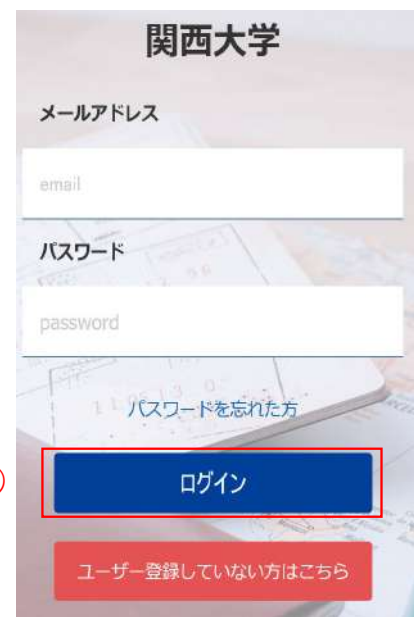 関西大学
メールアドレス
email
パスワード
password
パスワードを忘れた方
ログイン
ユーザー登録していない方はこちら